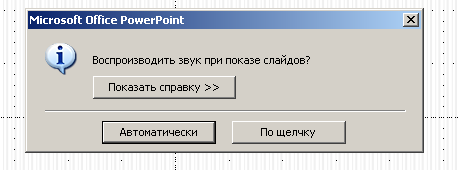 Microsoft Office PowerPoint
Воспроизводить звук при показе слайдов?
Показать справку >>
Автоматически
По щелчку